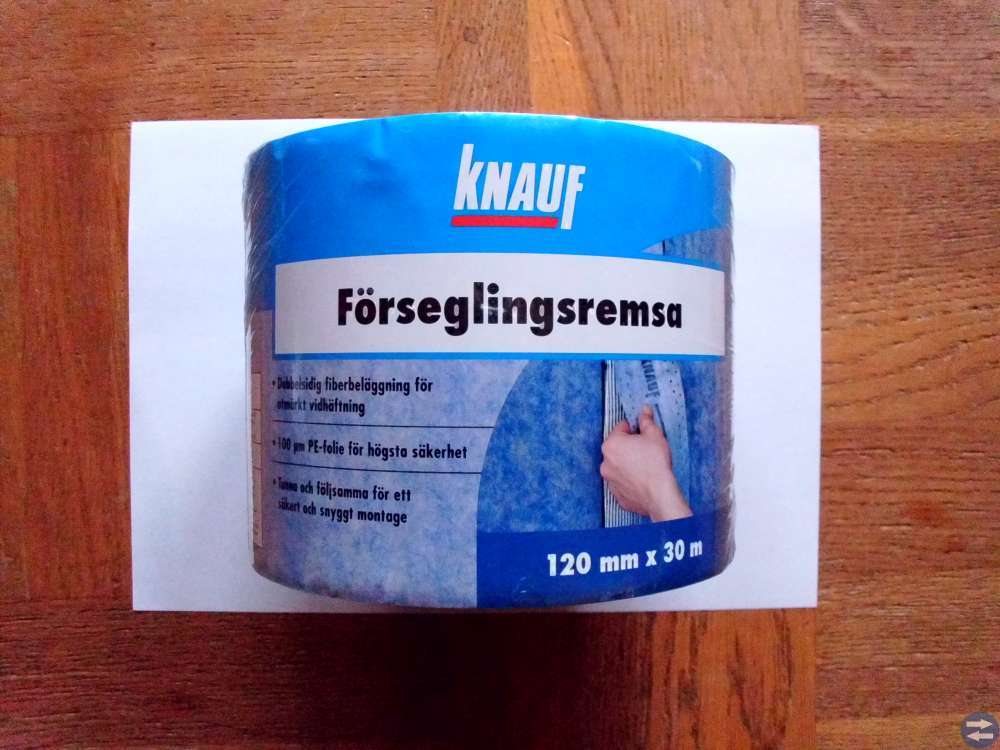 KNAUF
Förseglingsremsa
• Dubbelsidig fiberbeläggning för
utmärkt vidhäftning
• 100 µm PE-folie för högsta säkerhet
• Tunna och följsamma för ett
säkert och snyggt montage
KNAUF
120 mm x 30 m